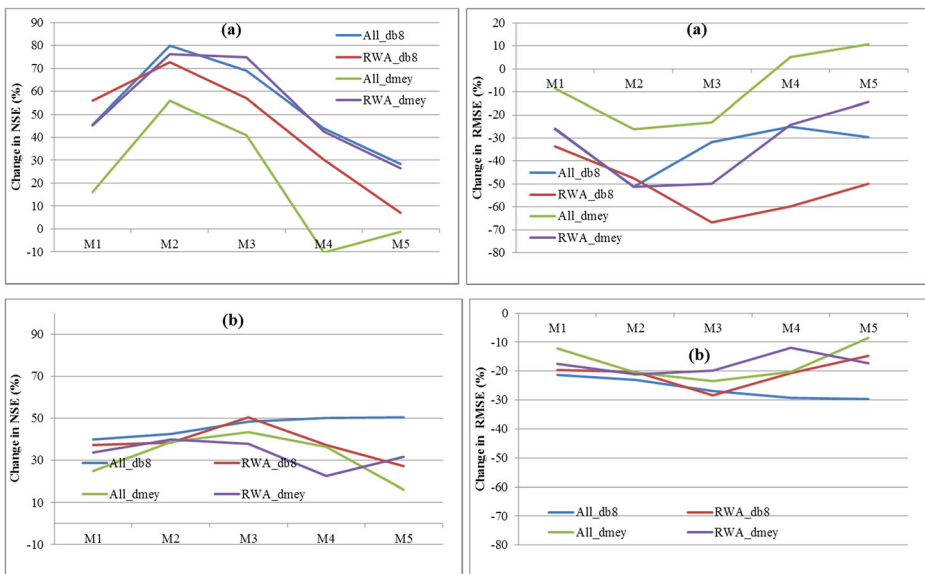 (a)
Change in NSE (%)
90
80
70
60
50
40
30
20
10
0
-10
M1 M2 M3 M4 M5
All_db8
RWA_db8
All_dmey
RWA_dmey
(a)
Change in RMSE (%)
20
10
0
-10
-20
-30
-40
-50
-60
-70
-80
M1 M2 M3 M4 M5
All_db8
RWA_db8
All_dmey
RWA_dmey
(b)
Change in NSE (%)
90
70
50
30
10
-10
M1 M2 M3 M4 M5
All_db8 RWA_db8
All_dmey RWA_dmey
(b)
Change in RMSE (%)
0
-10
-20
-30
-40
-50
-60
-70
-80
M1 M2 M3 M4 M5
All_db8 RWA_db8
All_dmey RWA_dmey